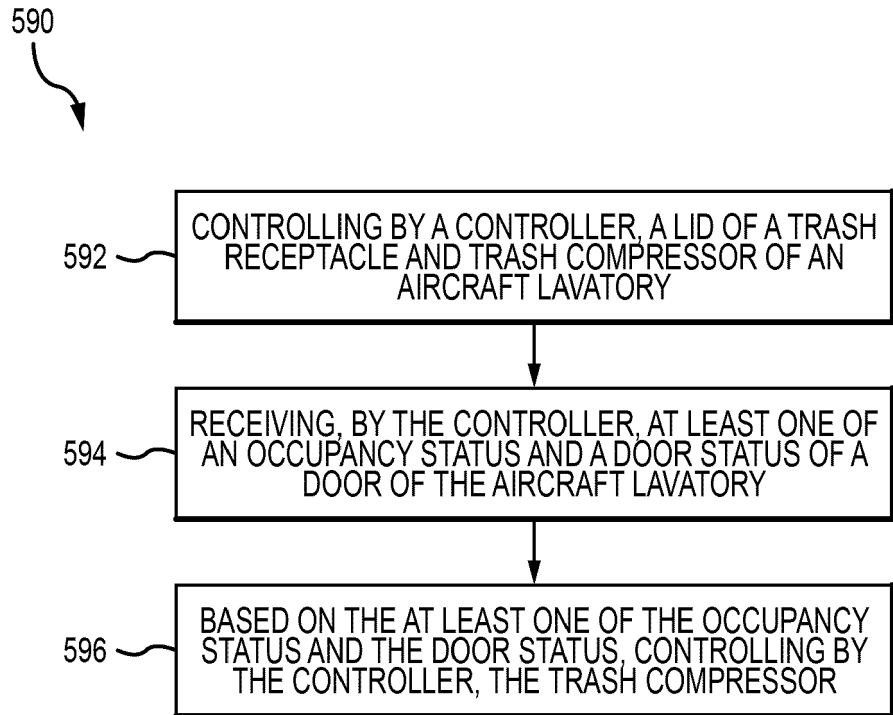 590
592
CONTROLLING BY A CONTROLLER, A LID OF A TRASH
RECEPTACLE AND TRASH COMPRESSOR OF AN
AIRCRAFT LAVATORY
594
RECEIVING, BY THE CONTROLLER, AT LEAST ONE OF
AN OCCUPANCY STATUS AND A DOOR STATUS OF A
DOOR OF THE AIRCRAFT LAVATORY
596
BASED ON THE AT LEAST ONE OF THE OCCUPANCY
STATUS AND THE DOOR STATUS, CONTROLLING BY
THE CONTROLLER, THE TRASH COMPRESSOR